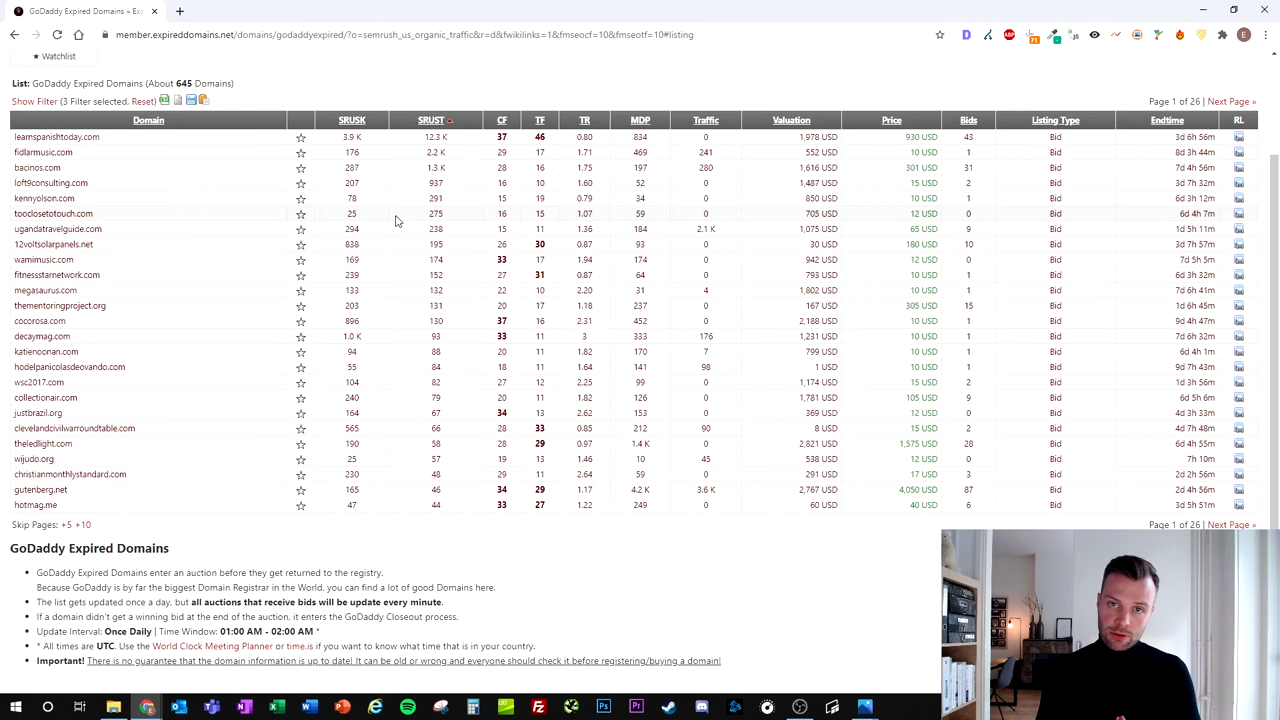 GoDaddy Expired Domains » Exp
member.expireddomains.net/domains/godaddyexpired/?o=semrush_us_organic_traffic&r=d&fwikilinks=1&fmseocf=10&fmseotf=10#listing
★ Watchlist
List: GoDaddy Expired Domains (About 645 Domains)
Show Filter (3 Filter selected, Reset)
Page 1 of 26 | Next Page »
Domain SRUSK SRUST CF TF TR MDP Traffic Valuation Price Bids Listing Type Endtime RL
learnspanishtoday.com 3.9 K 12.3 K 37 46 0.80 834 0 1,978 USD 930 USD 43 Bid 3d 6h 56m
fidlarmusic.com 176 2.2 K 29 17 1.71 469 241 552 USD 10 USD 1 Bid 8d 3h 44m
bacinos.com 287 1.3 K 28 16 1.75 197 280 1,616 USD 301 USD 31 Bid 7d 4h 56m
loft9consulting.com 207 937 16 10 1.60 52 0 1,487 USD 15 USD 2 Bid 3d 7h 32m
kennyolson.com 78 291 15 19 0.79 34 0 850 USD 10 USD 1 Bid 6d 3h 12m
tooclosetotouch.com 25 275 16 15 1.07 59 0 705 USD 12 USD 0 Bid 6d 4h 7m
ugandatravelguide.com 294 238 15 11 1.36 184 2.1 K 1,075 USD 65 USD 9 Bid 1d 5h 11m
12voltsolarpanels.net 838 195 26 30 0.87 93 0 30 USD 180 USD 10 Bid 3d 7h 57m
wamimusic.com 169 174 33 17 1.94 174 0 942 USD 12 USD 0 Bid 7d 5h 5m
fitnessstarnetwork.com 239 152 27 31 0.87 64 0 793 USD 10 USD 1 Bid 6d 3h 32m
megasaurus.com 133 132 22 10 2.20 31 4 1,802 USD 10 USD 1 Bid 7d 6h 41m
thementoringproject.org 203 131 20 17 1.18 237 0 167 USD 305 USD 15 Bid 1d 6h 45m
cocorosa.com 896 130 37 16 2.31 452 0 2,188 USD 10 USD 1 Bid 9d 4h 47m
decaymag.com 1.0 K 93 33 11 3 333 176 1,231 USD 10 USD 1 Bid 7d 3h 38m
katienoonan.com 94 88 20 11 1.82 170 7 799 USD 10 USD 1 Bid 6d 4h 1m
hodelpanicolasdeovando.com 55 84 18 11 1.64 141 98 1 USD 10 USD 1 Bid 9d 7h 43m
wsc2017.com 104 82 27 12 2.25 99 0 1,174 USD 15 USD 2 Bid 1d 3h 56m
collectionair.com 240 79 20 11 1.82 126 0 1,781 USD 105 USD 5 Bid 6d 5h 6m
justbrazil.org 164 67 34 13 2.62 153 0 369 USD 12 USD 0 Bid 4d 3h 33m
clevelandcivilwarroundtable.com 565 66 28 33 0.85 212 90 8 USD 15 USD 2 Bid 4d 7h 48m
theledlight.com 190 58 28 29 0.97 1.4 K 0 2,821 USD 1,575 USD 28 Bid 6d 4h 55m
wijudo.org 25 57 19 13 1.46 10 45 538 USD 12 USD 0 Bid 7h 10m
christianmonthlystandard.com 230 48 29 11 2.64 59 0 291 USD 17 USD 3 Bid 2d 2h 56m
gutenberg.net 165 46 34 29 1.17 4.2 K 3.6 K 2,767 USD 4,050 USD 87 Bid 2d 4h 56m
hotmag.me 47 44 33 27 1.22 249 0 60 USD 40 USD 6 Bid 3d 5h 51m
Skip Pages: +5 +10
Page 1 of 26 | Next Page »
GoDaddy Expired Domains
• GoDaddy Expired Domains enter an auction before they get returned to the registry.
Because GoDaddy is by far the biggest Domain Registrar in the World, you can find a lot of good Domains here.
• The list gets updated once a day, but all auctions that receive bids will be update every minute.
• If a domain didn't get a winning bid at the end of the auction, it enters the GoDaddy Closeout process.
• Update Interval: Once Daily | Time Window: 01:00 AM - 02:00 AM *
• * All times are UTC. Use the World Clock Meeting Planner or time.is if you want to know what time that is in your country.
• Important! There is no guarantee that the domain information is up to date! It can be old or wrong and everyone should check it before registering/buying a domain!